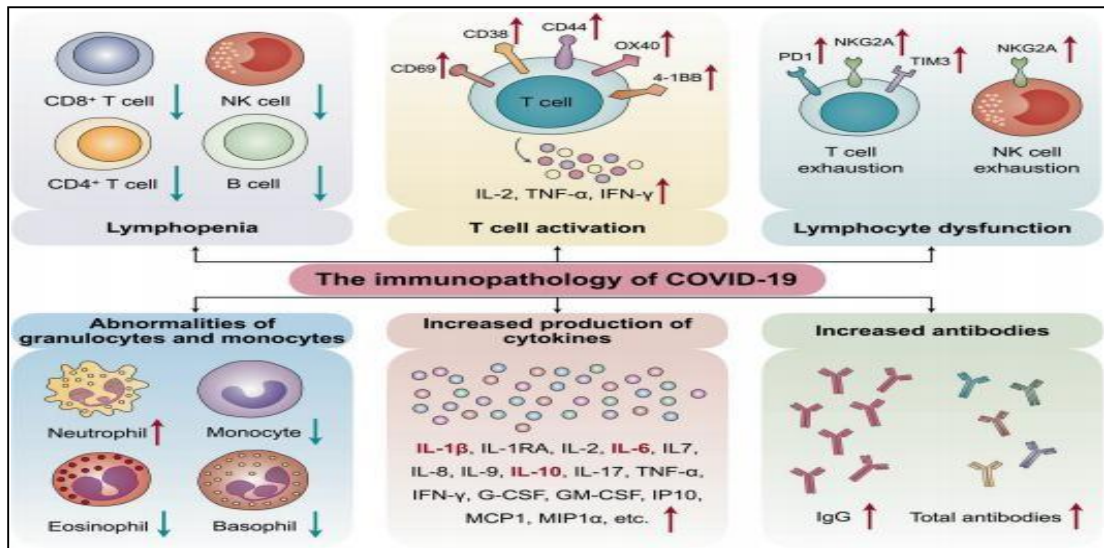 CD8⁺ T cell
NK cell
CD4⁺ T cell
B cell
Lymphopenia
CD69
CD38
CD44
OX40
4-1BB
T cell
IL-2, TNF-α, IFN-γ
T cell activation
PD1
NKG2A
TIM3
NKG2A
T cell
exhaustion
NK cell
exhaustion
Lymphocyte dysfunction
The immunopathology of COVID-19
Abnormalities of
granulocytes and monocytes
Neutrophil
Monocyte
Eosinophil
Basophil
Increased production of
cytokines
IL-1β, IL-1RA, IL-2, IL-6, IL7,
IL-8, IL-9, IL-10, IL-17, TNF-α,
IFN-γ, G-CSF, GM-CSF, IP10,
MCP1, MIP1α, etc.
Increased antibodies
IgG
Total antibodies